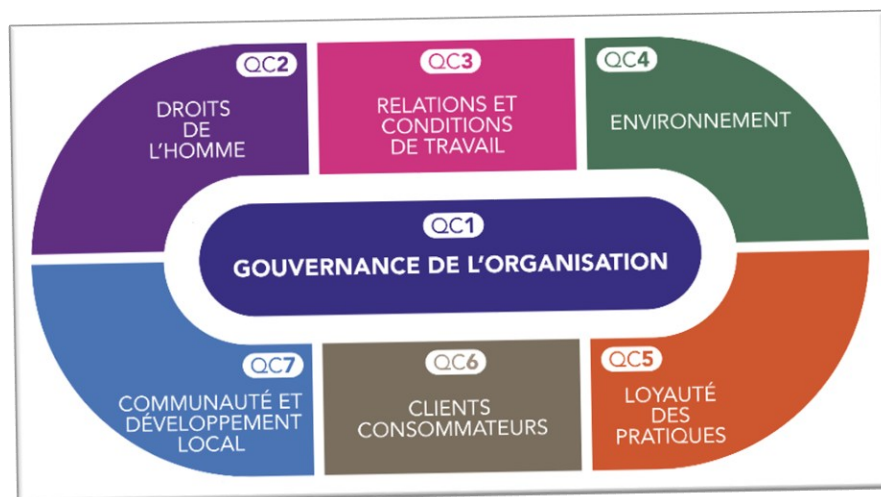 QC2
DROITS
DE
L'HOMME
QC3
RELATIONS ET
CONDITIONS
DE TRAVAIL
QC4
ENVIRONNEMENT
QC1
GOUVERNANCE DE L'ORGANISATION
QC7
COMMUNAUTÉ ET
DÉVELOPPEMENT
LOCAL
QC6
CLIENTS
CONSOMMATEURS
QC5
LOYAUTÉ
DES
PRATIQUES